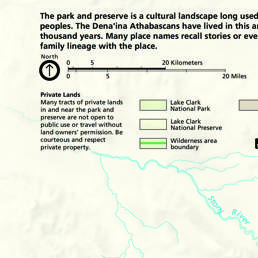 The park and preserve is a cultural landscape long used
peoples. The Dena'ina Athabascans have lived in this
thousand years. Many place names recall stories or
family lineage with the place.
North
0 5 20 Kilometers
0 5 20 Miles
Private Lands
Many tracts of private lands
in and near the park and
preserve are not open to
public use or travel without
land owners' permission. Be
courteous and respect
private property.
Lake Clark
National Park
Lake Clark
National Preserve
Wilderness area
boundary
Stony River